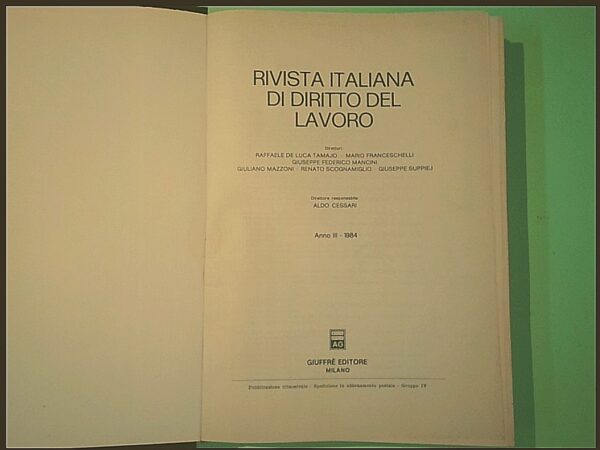 RIVISTA ITALIANA
DI DIRITTO DEL
LAVORO
Direttori:
RAFFAELE DE LUCA TAMAJO - MARIO FRANCESCHELLI
GIUSEPPE FEDERICO MANCINI
GIULIANO MAZZONI - RENATO SCOGNAMIGLIO - GIUSEPPE SUPPIEJ
Direttore responsabile
ALDO CESSARI
Anno III - 1984
AG
GIUFFRÈ EDITORE
MILANO
Pubblicazione trimestrale - Spedizione in abbonamento postale - Gruppo IV